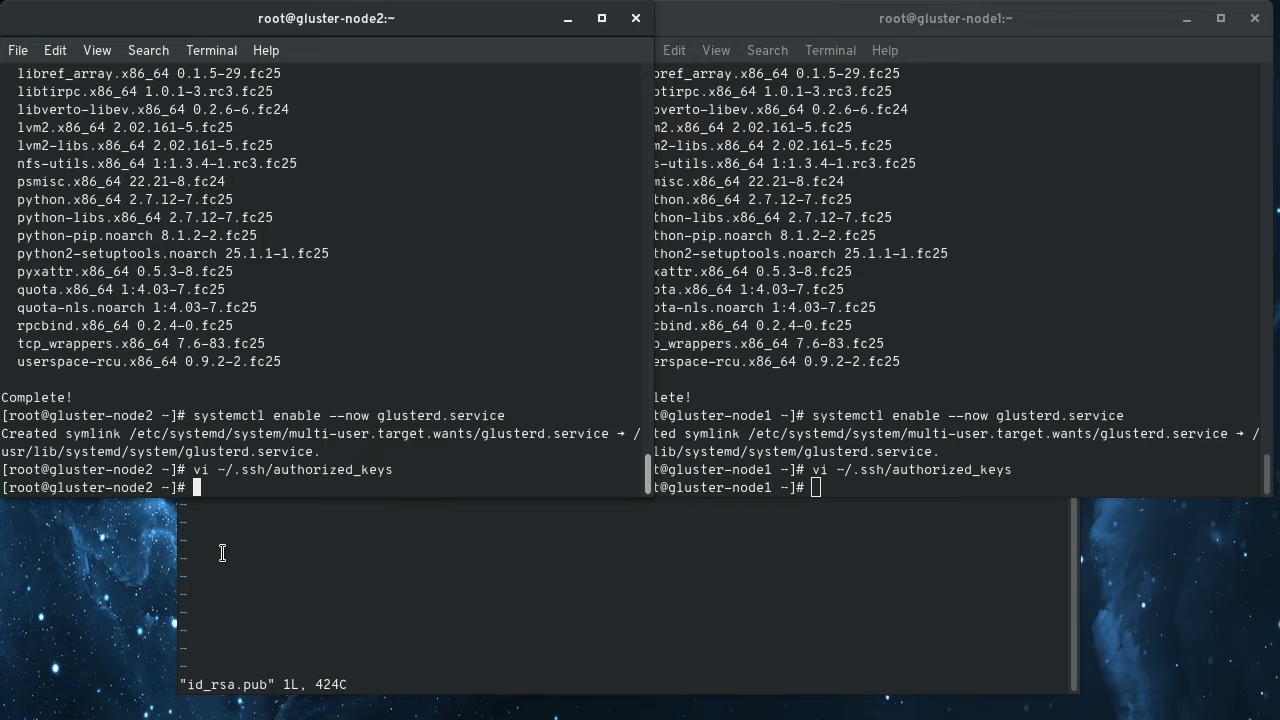 root@gluster-node2:~
File Edit View Search Terminal Help
libref_array.x86_64 0.1.5-29.fc25
libtirpc.x86_64 1.0.1-3.rc3.fc25
libverto-libev.x86_64 0.2.6-6.fc24
lvm2.x86_64 2.02.161-5.fc25
lvm2-libs.x86_64 2.02.161-5.fc25
nfs-utils.x86_64 1:1.3.4-1.rc3.fc25
psmisc.x86_64 22.21-8.fc24
python.x86_64 2.7.12-7.fc25
python-libs.x86_64 2.7.12-7.fc25
python-pip.noarch 8.1.2-2.fc25
python2-setuptools.noarch 25.1.1-1.fc25
pyxattr.x86_64 0.5.3-8.fc25
quota.x86_64 1:4.03-7.fc25
quota-nls.noarch 1:4.03-7.fc25
rpcbind.x86_64 0.2.4-0.fc25
tcp_wrappers.x86_64 7.6-83.fc25
userspace-rcu.x86_64 0.9.2-2.fc25
Complete!
[root@gluster-node2 ~]# systemctl enable --now glusterd.service
Created symlink /etc/systemd/system/multi-user.target.wants/glusterd.service → /
usr/lib/systemd/system/glusterd.service.
[root@gluster-node2 ~]# vi ~/.ssh/authorized_keys
[root@gluster-node2 ~]#
root@gluster-node1:~
Edit View Search Terminal Help
bref_array.x86_64 0.1.5-29.fc25
btirpc.x86_64 1.0.1-3.rc3.fc25
bverto-libev.x86_64 0.2.6-6.fc24
m2.x86_64 2.02.161-5.fc25
m2-libs.x86_64 2.02.161-5.fc25
s-utils.x86_64 1:1.3.4-1.rc3.fc25
misc.x86_64 22.21-8.fc24
thon.x86_64 2.7.12-7.fc25
thon-libs.x86_64 2.7.12-7.fc25
thon-pip.noarch 8.1.2-2.fc25
thon2-setuptools.noarch 25.1.1-1.fc25
xattr.x86_64 0.5.3-8.fc25
ota.x86_64 1:4.03-7.fc25
ota-nls.noarch 1:4.03-7.fc25
cbind.x86_64 0.2.4-0.fc25
p_wrappers.x86_64 7.6-83.fc25
erspace-rcu.x86_64 0.9.2-2.fc25
lete!
t@gluster-node1 ~]# systemctl enable --now glusterd.service
ted symlink /etc/systemd/system/multi-user.target.wants/glusterd.service → /
lib/systemd/system/glusterd.service.
t@gluster-node1 ~]# vi ~/.ssh/authorized_keys
t@gluster-node1 ~]#
~
~
~
~
~
~
~
~
~
~
"id_rsa.pub" 1L, 424C